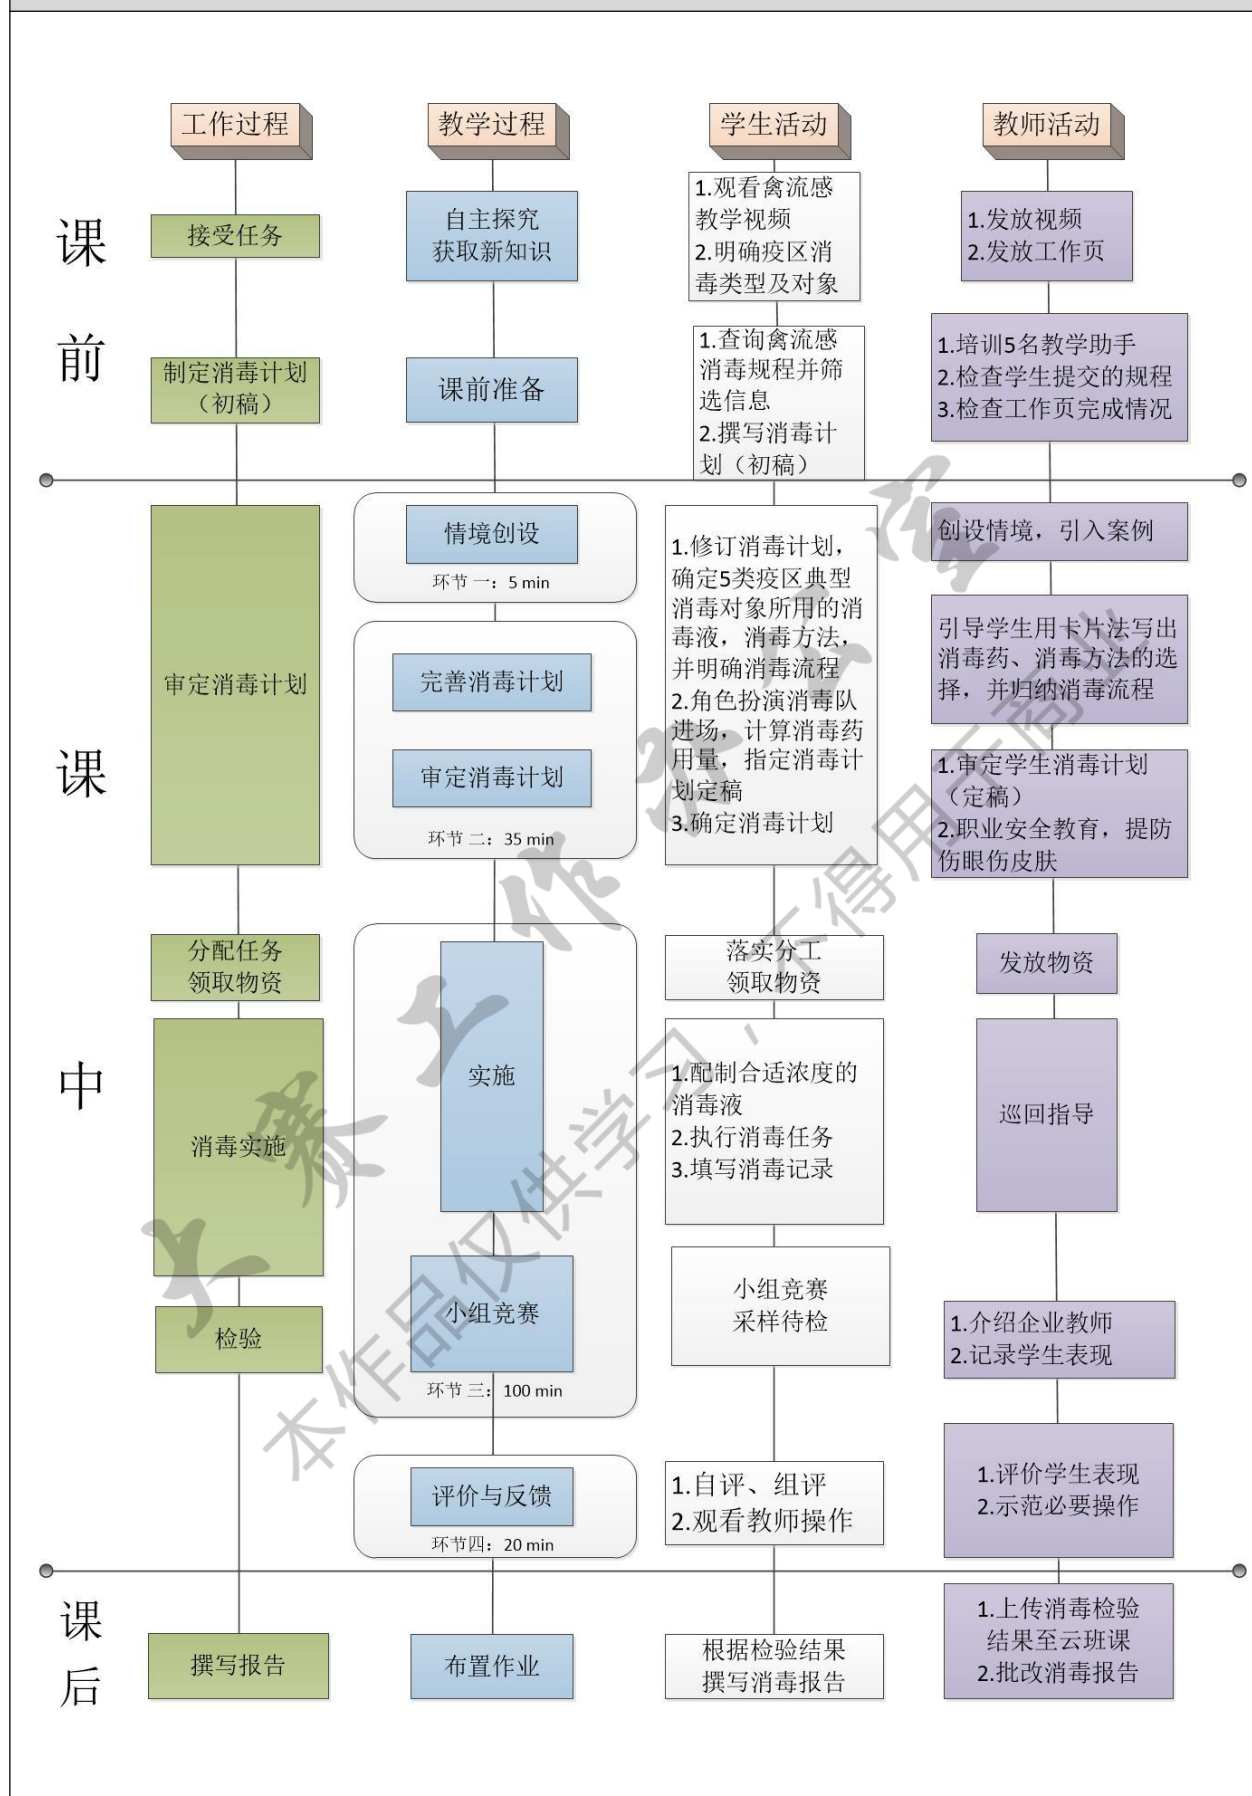 工作过程
教学过程
学生活动
教师活动
课
前
接受任务
自主探究
获取新知识
1.观看禽流感
教学视频
2.明确疫区消
毒类型及对象
1.发放视频
2.发放工作页
制定消毒计划
（初稿）
课前准备
1.查询禽流感
消毒规程并筛
选信息
2.撰写消毒计
划（初稿）
1.培训5名教学助手
2.检查学生提交的规程
3.检查工作页完成情况
课
中
审定消毒计划
情境创设
环节 一：5 min
完善消毒计划
审定消毒计划
环节 二：35 min
1.修订消毒计划，
确定5类疫区典型
消毒对象所用的消
毒液，消毒方法，
并明确消毒流程
2.角色扮演消毒队
进场，计算消毒药
用量，指定消毒计
划定稿
3.确定消毒计划
创设情境，引入案例
引导学生用卡片法写出
消毒药、消毒方法的选
择，并归纳消毒流程
1.审定学生消毒计划
（定稿）
2.职业安全教育，提防
伤眼伤皮肤
分配任务
领取物资
实施
落实分工
领取物资
发放物资
消毒实施
1.配制合适浓度的
消毒液
2.执行消毒任务
3.填写消毒记录
巡回指导
检验
小组竞赛
环节 三：100 min
小组竞赛
采样待检
1.介绍企业教师
2.记录学生表现
评价与反馈
环节四：20 min
1.自评、组评
2.观看教师操作
1.评价学生表现
2.示范必要操作
课
后
撰写报告
布置作业
根据检验结果
撰写消毒报告
1.上传消毒检验
结果至云班课
2.批改消毒报告
大赛工作办公室
本作品仅供学习，不得用于商业